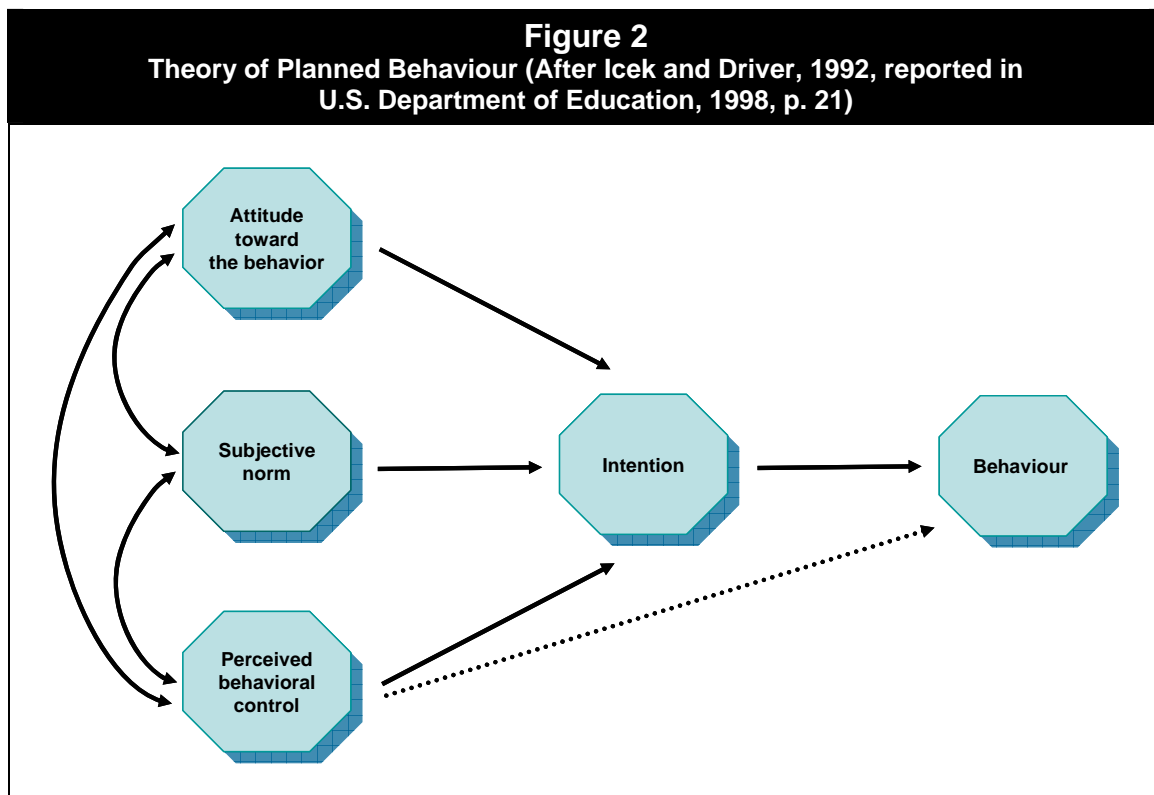 Figure 2
Theory of Planned Behaviour (After Icek and Driver, 1992, reported in
U.S. Department of Education, 1998, p. 21)
Attitude
toward
the behavior
Subjective
norm
Intention
Behaviour
Perceived
behavioral
control